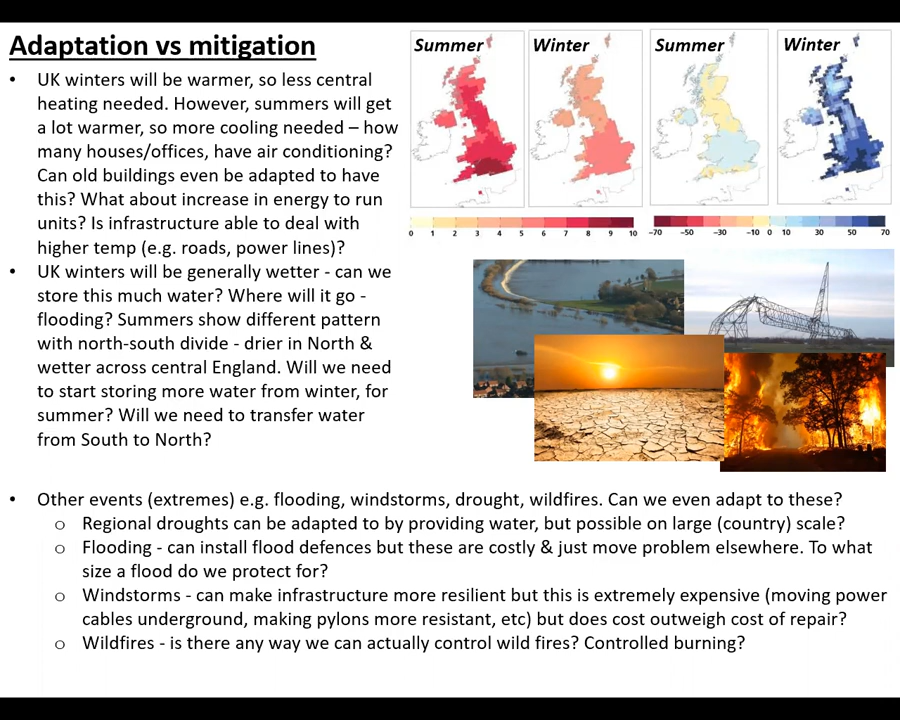 Adaptation vs mitigation
• UK winters will be warmer, so less central
heating needed. However, summers will get
a lot warmer, so more cooling needed – how
many houses/offices, have air conditioning?
Can old buildings even be adapted to have
this? What about increase in energy to run
units? Is infrastructure able to deal with
higher temp (e.g. roads, power lines)?
• UK winters will be generally wetter - can we
store this much water? Where will it go -
flooding? Summers show different pattern
with north-south divide - drier in North &
wetter across central England. Will we need
to start storing more water from winter, for
summer? Will we need to transfer water
from South to North?
Summer
Winter
Summer
Winter
0 1 2 3 4 5 6 7 8 9 10
-70 -50 -30 -10 0 10 30 50 70
• Other events (extremes) e.g. flooding, windstorms, drought, wildfires. Can we even adapt to these?
o Regional droughts can be adapted to by providing water, but possible on large (country) scale?
o Flooding - can install flood defences but these are costly & just move problem elsewhere. To what
size a flood do we protect for?
o Windstorms - can make infrastructure more resilient but this is extremely expensive (moving power
cables underground, making pylons more resistant, etc) but does cost outweigh cost of repair?
o Wildfires - is there any way we can actually control wild fires? Controlled burning?